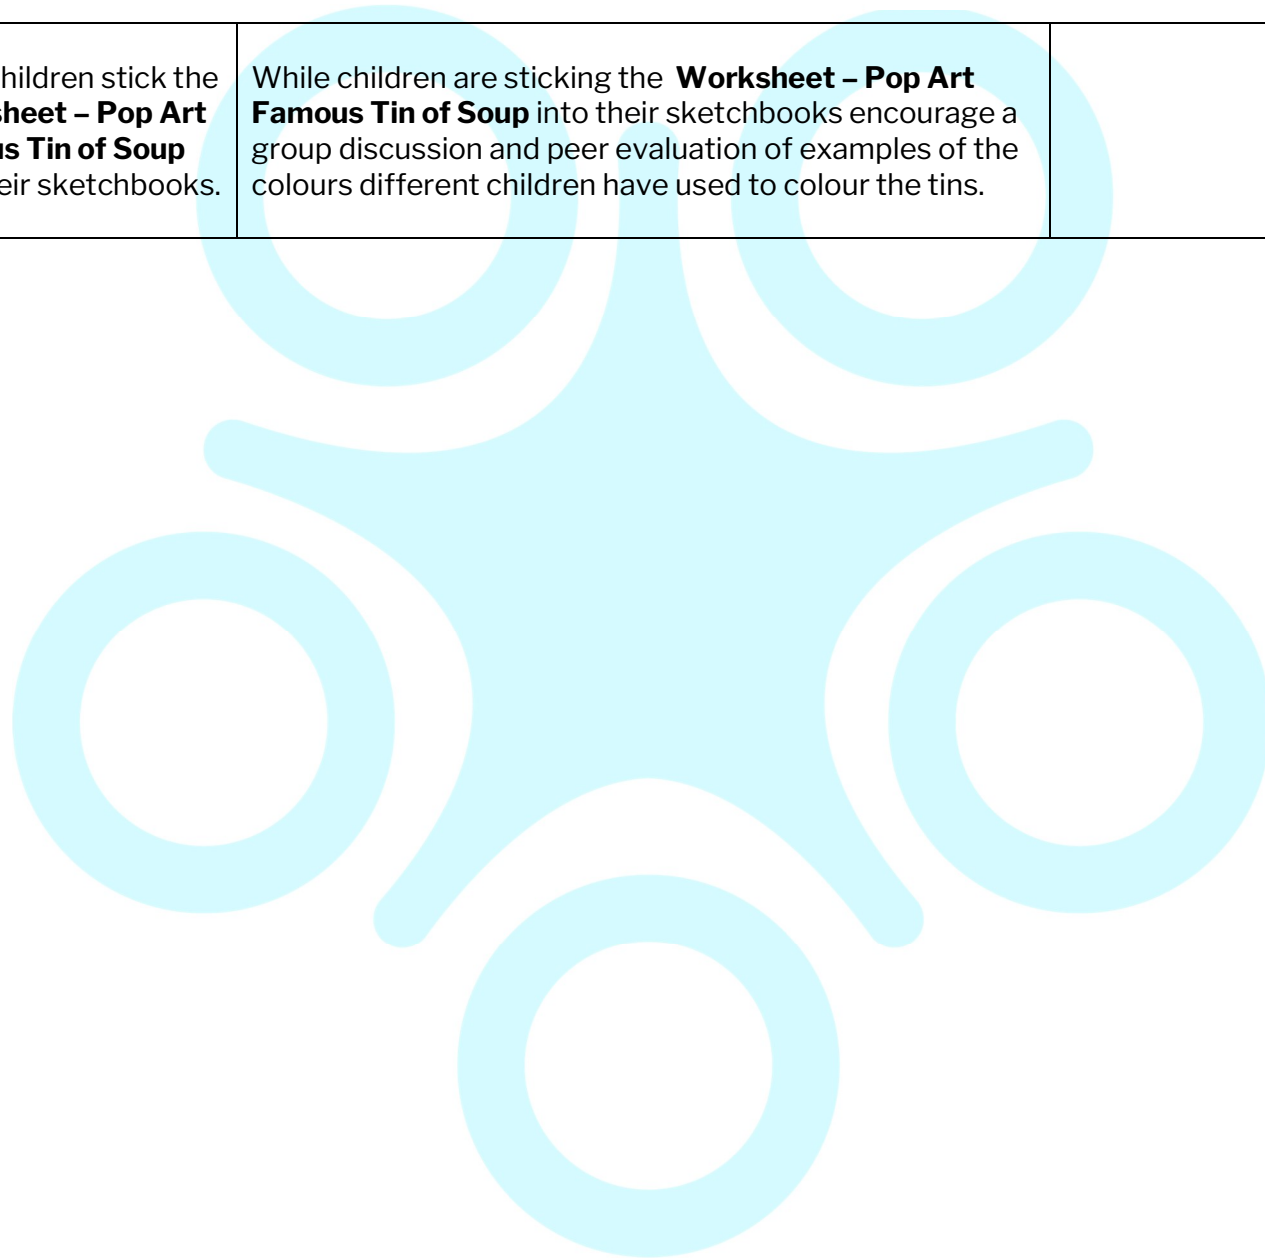 hildren stick the
heet – Pop Art
s Tin of Soup
eir sketchbooks.
While children are sticking the Worksheet – Pop Art
Famous Tin of Soup into their sketchbooks encourage a
group discussion and peer evaluation of examples of the
colours different children have used to colour the tins.